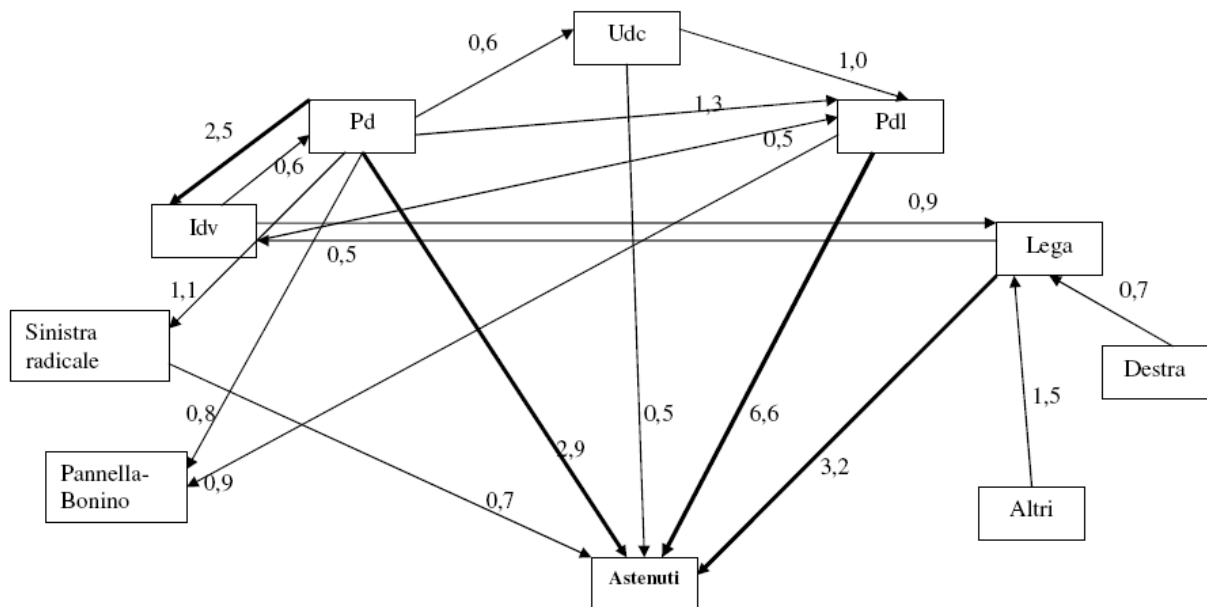 Udc
0,6
1,0
Pd
1,3
Pdl
2,5
0,6
0,5
Idv
0,9
Lega
0,5
1,1
0,7
Sinistra
radicale
Destra
0,8
0,5
6,6
1,5
2,9
3,2
Pannella-
Bonino
0,9
0,7
Altri
Astenuti